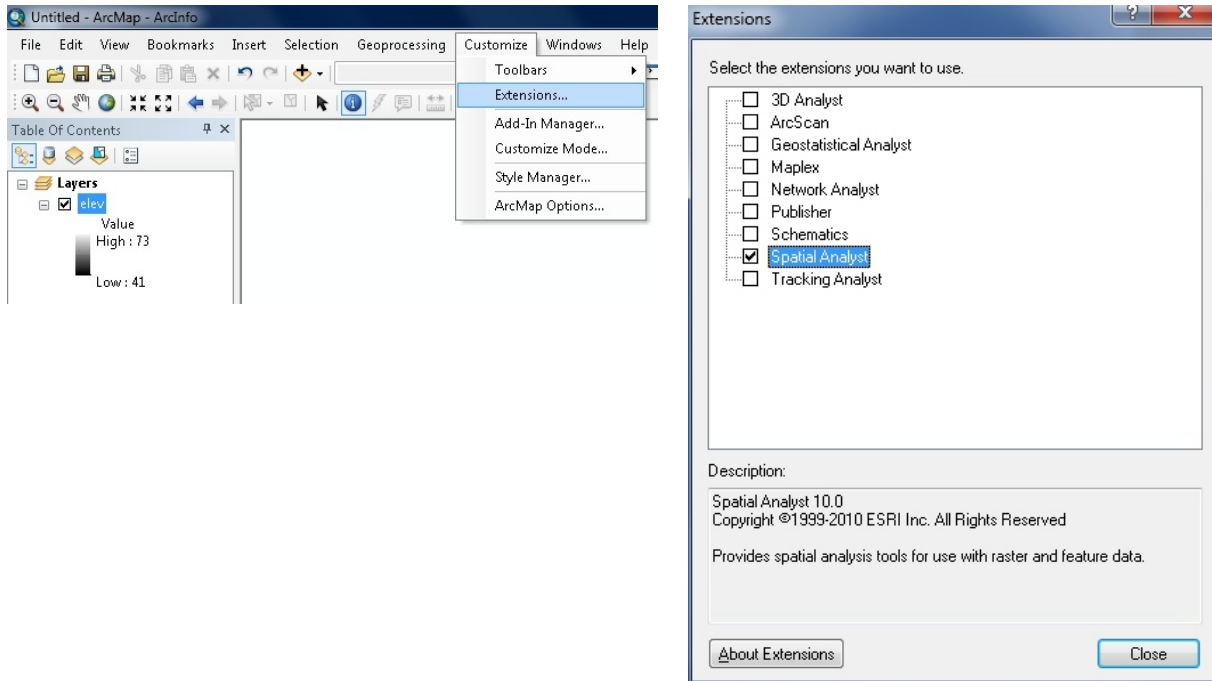 Untitled - ArcMap - ArcInfo
File Edit View Bookmarks Insert Selection Geoprocessing Customize Windows Help
Toolbars
Extensions...
Add-In Manager...
Customize Mode...
Style Manager...
ArcMap Options...
Table Of Contents
Layers
elev
Value
High : 73
Low : 41
Extensions
Select the extensions you want to use.
3D Analyst
ArcScan
Geostatistical Analyst
Maplex
Network Analyst
Publisher
Schematics
Spatial Analyst
Tracking Analyst
Description:
Spatial Analyst 10.0
Copyright ©1999-2010 ESRI Inc. All Rights Reserved
Provides spatial analysis tools for use with raster and feature data.
About Extensions
Close